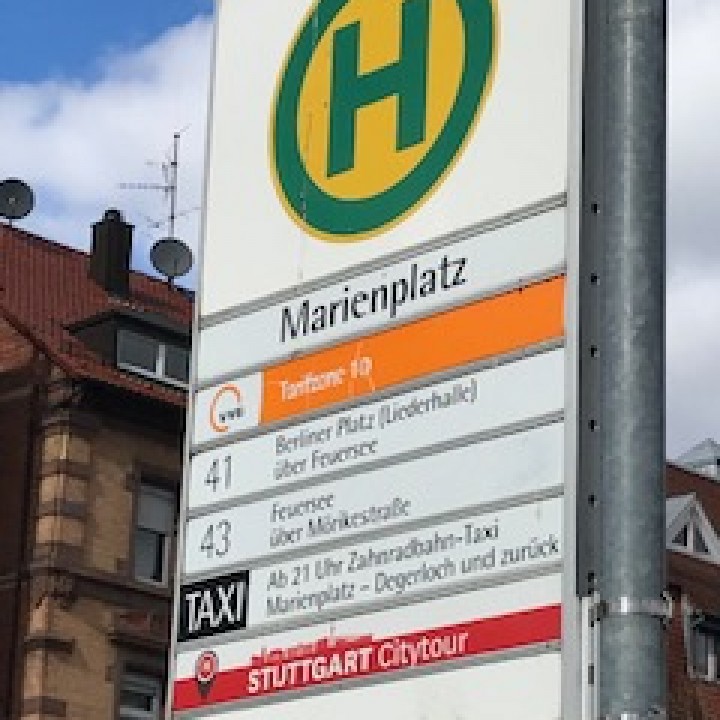 H
Marienplatz
VVS
Tarifzone 10
41
Berliner Platz (Liederhalle)
über Feuersee
43
Feuersee
über Mörikestraße
TAXI
Ab 21 Uhr Zahnradbahn-Taxi
Marienplatz - Degerloch und zurück
STUTTGART Citytour